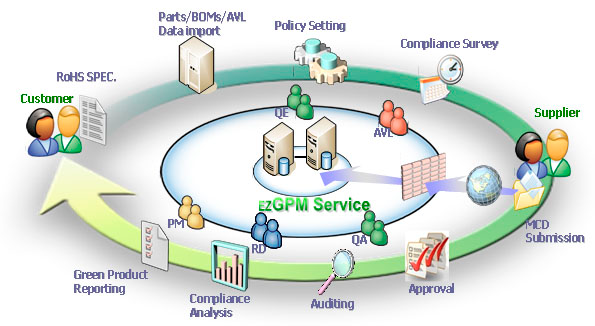 Parts/BOMs/AVL
Data import
Policy Setting
Compliance Survey
RoHS SPEC.
Customer
Supplier
QE
AVL
EZGPM Service
PM
RD
QA
MCD
Submission
Green Product
Reporting
Compliance
Analysis
Auditing
Approval